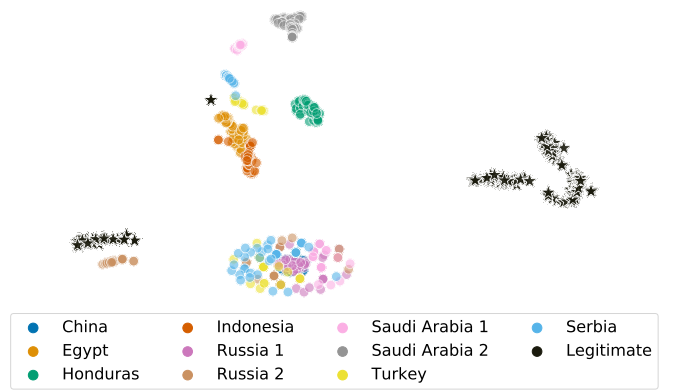 China
Indonesia
Saudi Arabia 1
Serbia
Egypt
Russia 1
Saudi Arabia 2
Legitimate
Honduras
Russia 2
Turkey